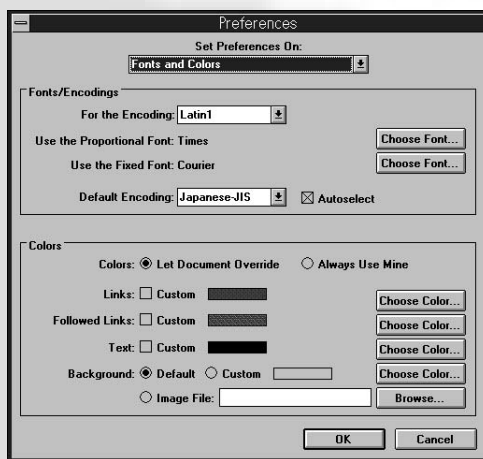 Preferences
Set Preferences On:
Fonts and Colors
Fonts/Encodings
For the Encoding: Latin1
Use the Proportional Font: Times Choose Font...
Use the Fixed Font: Courier Choose Font...
Default Encoding: Japanese-JIS Autoselect
Colors
Colors: Let Document Override Always Use Mine
Links: Custom Choose Color...
Followed Links: Custom Choose Color...
Text: Custom Choose Color...
Background: Default Custom Choose Color...
Image File: Browse...
OK Cancel